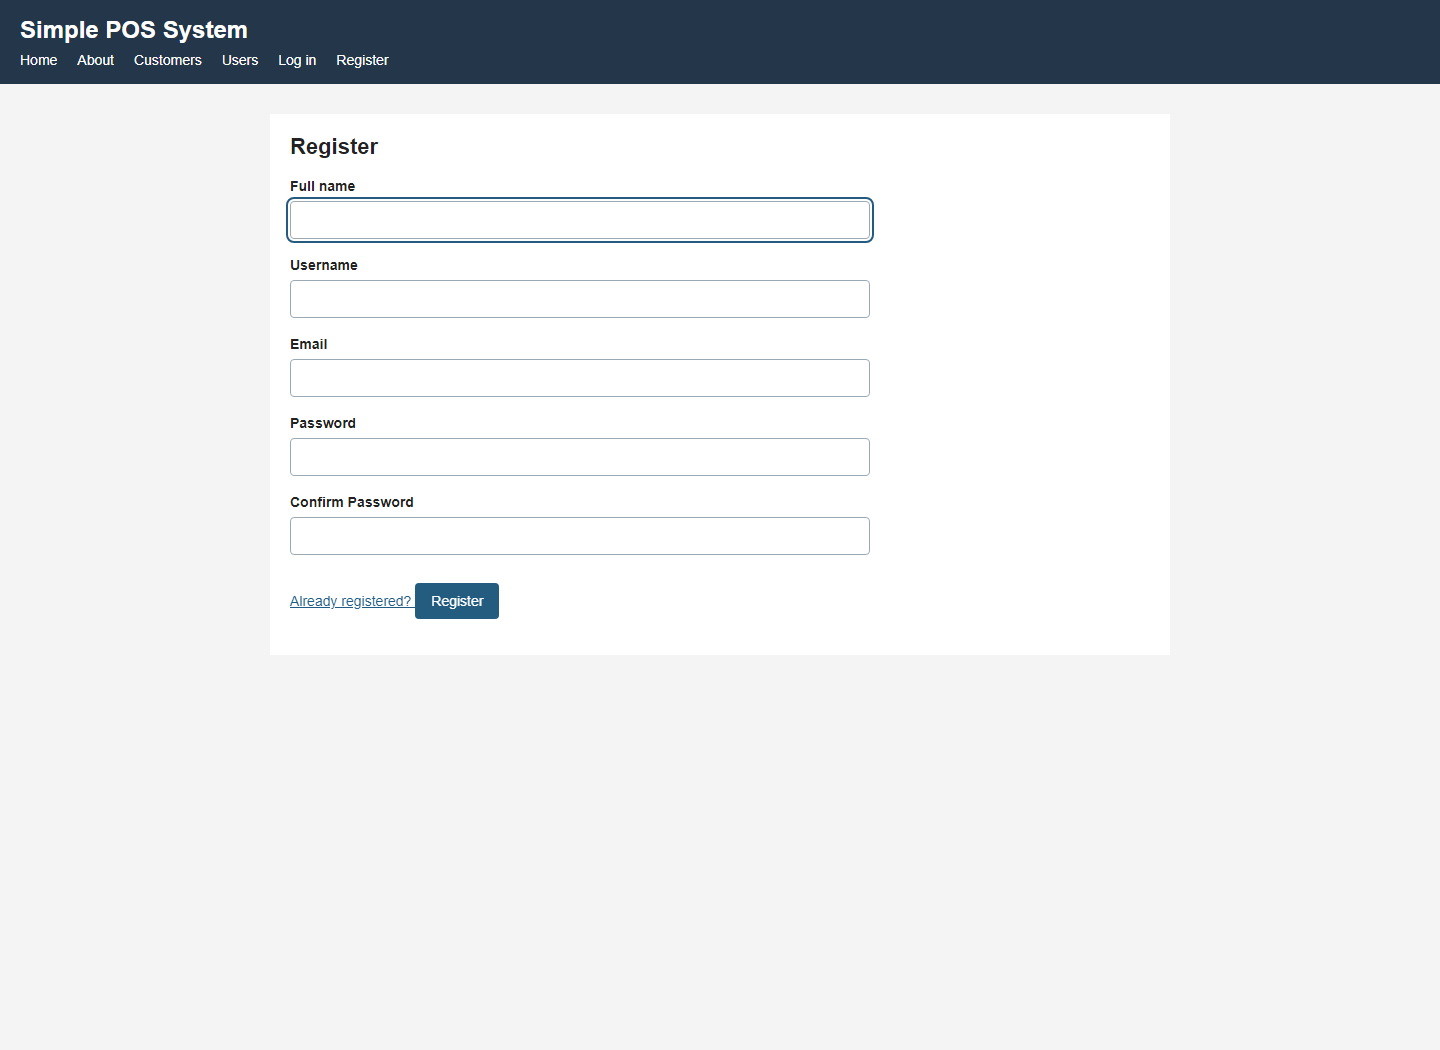 Simple POS System
Home About Customers Users Log in Register
Register
Full name
Username
Email
Password
Confirm Password
Already registered? Register